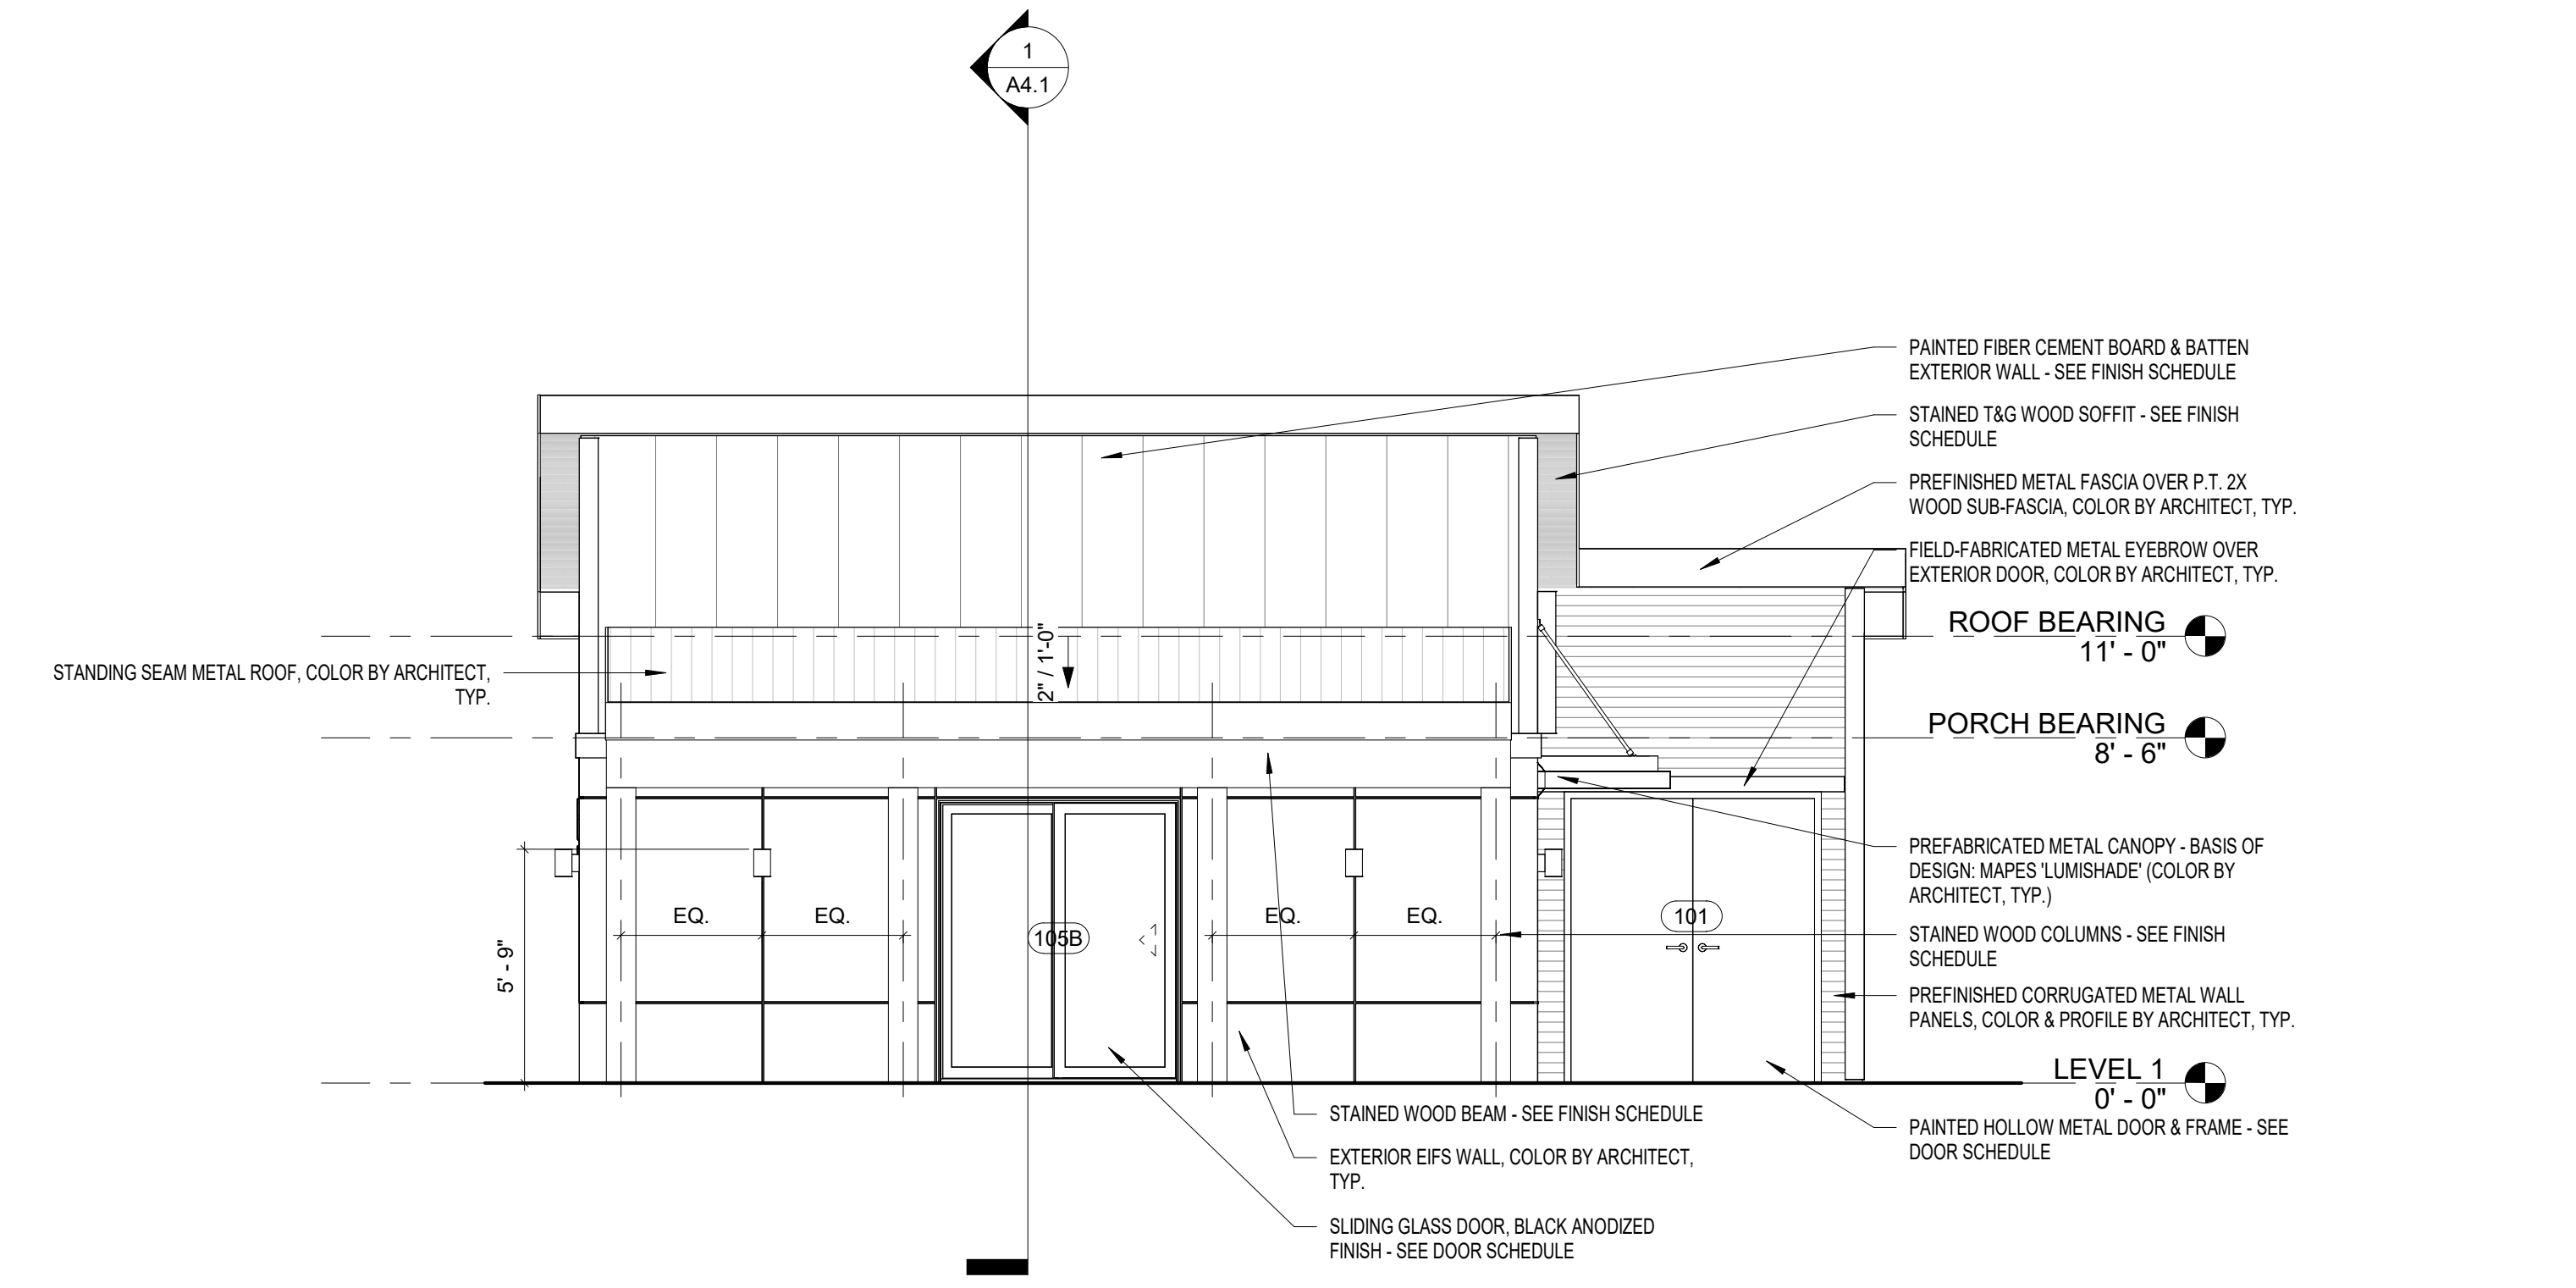 1
A4.1
PAINTED FIBER CEMENT BOARD & BATTEN
EXTERIOR WALL - SEE FINISH SCHEDULE
STAINED T&G WOOD SOFFIT - SEE FINISH
SCHEDULE
PREFINISHED METAL FASCIA OVER P.T. 2X
WOOD SUB-FASCIA, COLOR BY ARCHITECT, TYP.
FIELD-FABRICATED METAL EYEBROW OVER
EXTERIOR DOOR, COLOR BY ARCHITECT, TYP.
ROOF BEARING
11' - 0"
STANDING SEAM METAL ROOF, COLOR BY ARCHITECT,
TYP.
2" / 1'-0"
PORCH BEARING
8' - 6"
PREFABRICATED METAL CANOPY - BASIS OF
DESIGN: MAPES 'LUMISHADE' (COLOR BY
ARCHITECT, TYP.)
EQ.
EQ.
EQ.
EQ.
101
105B
5' - 9"
STAINED WOOD COLUMNS - SEE FINISH
SCHEDULE
PREFINISHED CORRUGATED METAL WALL
PANELS, COLOR & PROFILE BY ARCHITECT, TYP.
LEVEL 1
0' - 0"
STAINED WOOD BEAM - SEE FINISH SCHEDULE
EXTERIOR EIFS WALL, COLOR BY ARCHITECT,
TYP.
SLIDING GLASS DOOR, BLACK ANODIZED
FINISH - SEE DOOR SCHEDULE
PAINTED HOLLOW METAL DOOR & FRAME - SEE
DOOR SCHEDULE